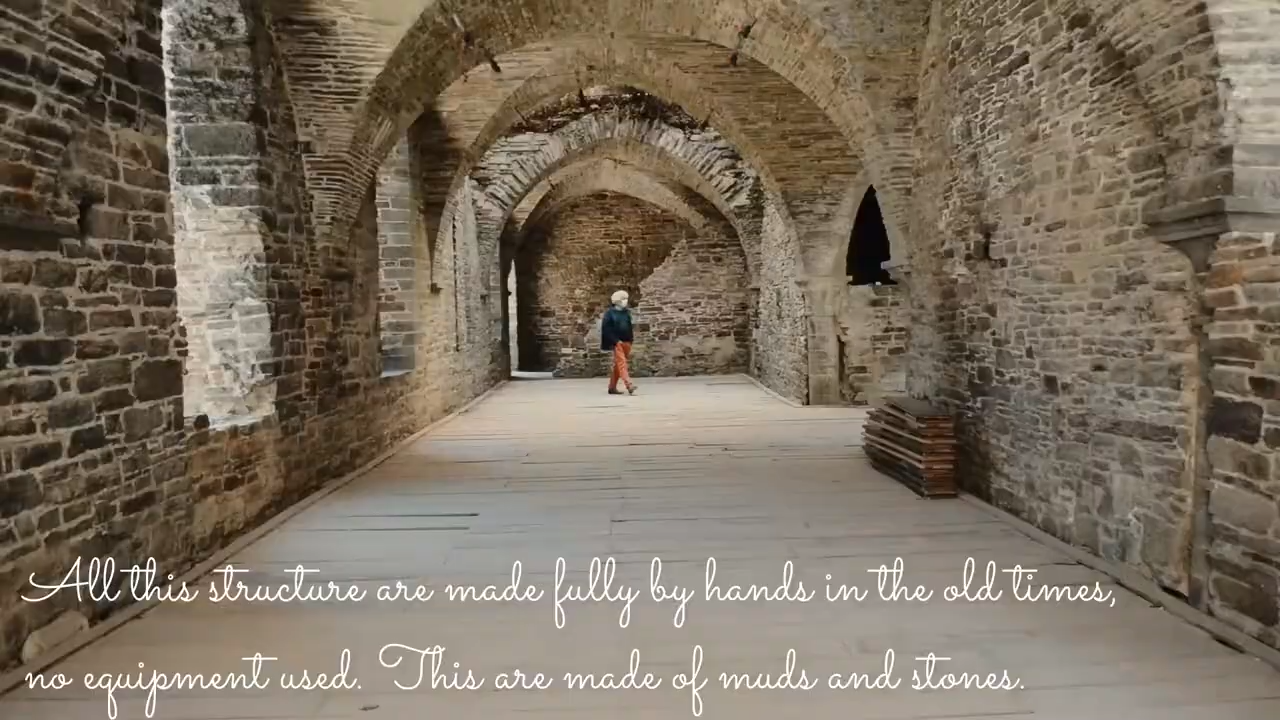 All this structure are made fully by hands in the old times,
no equipment used. This are made of muds and stones.